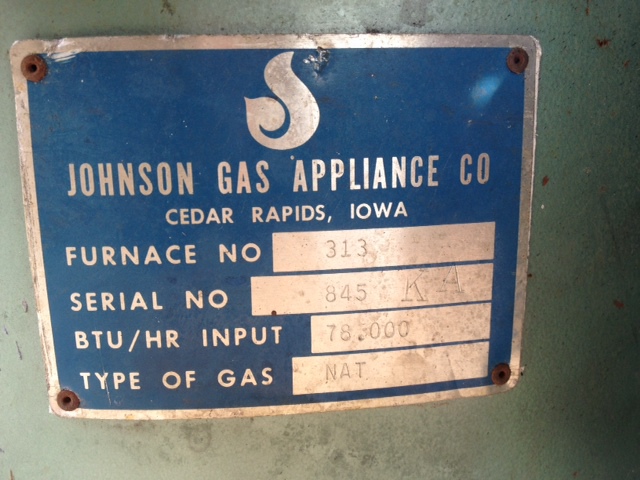 JOHNSON GAS APPLIANCE CO
CEDAR RAPIDS, IOWA
FURNACE NO 313
SERIAL NO 845 KA
BTU/HR INPUT 78,000
TYPE OF GAS NAT